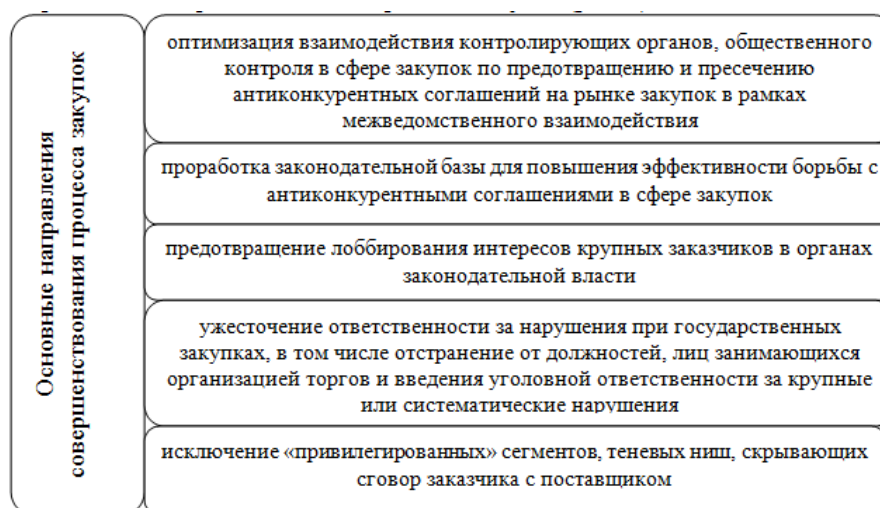 Основные направления
совершенствования процесса закупок
оптимизация взаимодействия контролирующих органов, общественного
контроля в сфере закупок по предотвращению и пресечению
антиконкурентных соглашений на рынке закупок в рамках
межведомственного взаимодействия
проработка законодательной базы для повышения эффективности борьбы с
антиконкурентными соглашениями в сфере закупок
предотвращение лоббирования интересов крупных заказчиков в органах
законодательной власти
ужесточение ответственности за нарушения при государственных
закупках, в том числе отстранение от должностей, лиц занимающихся
организацией торгов и введения уголовной ответственности за крупные
или систематические нарушения
исключение «привилегированных» сегментов, теневых ниш, скрывающих
сговор заказчика с поставщиком